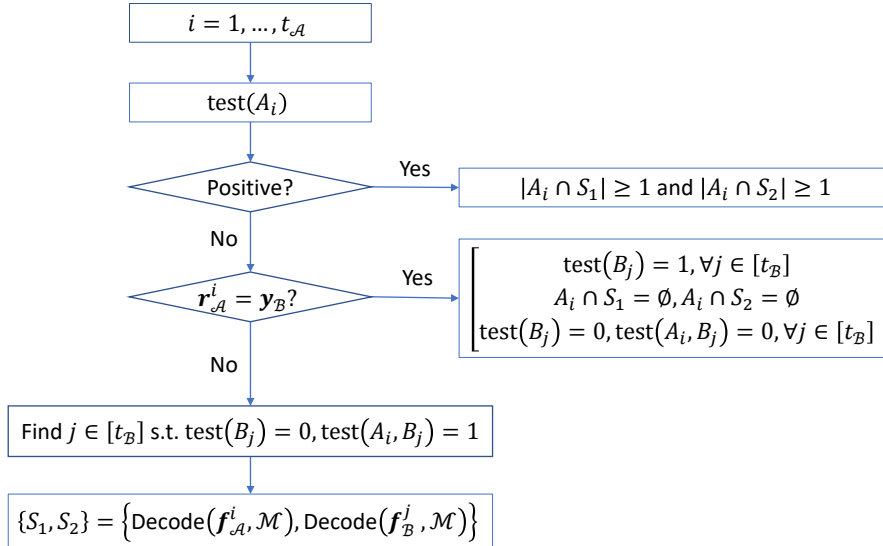 i = 1, …, t_𝒜
test(A_i)
Positive?
Yes
|A_i ∩ S_1| ≥ 1 and |A_i ∩ S_2| ≥ 1
No
r^i_𝒜 = y_ℬ?
Yes
test(B_j) = 1, ∀j ∈ [t_ℬ]
A_i ∩ S_1 = ∅, A_i ∩ S_2 = ∅
test(B_j) = 0, test(A_i, B_j) = 0, ∀j ∈ [t_ℬ]
No
Find j ∈ [t_ℬ] s.t. test(B_j) = 0, test(A_i, B_j) = 1
{S_1, S_2} = {Decode(f^i_𝒜, ℳ), Decode(f^j_ℬ, ℳ)}